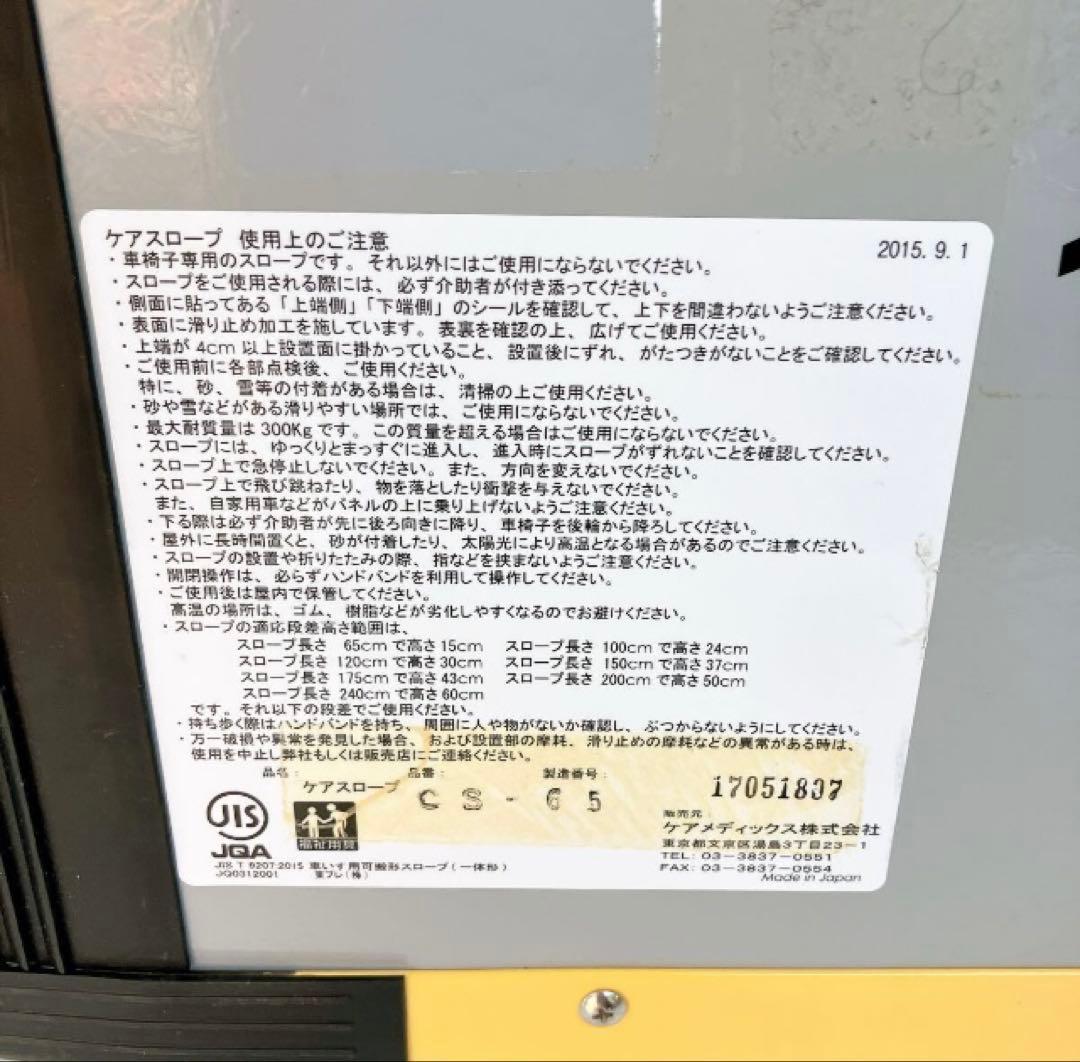 ケアスロープ 使用上のご注意
2015. 9. 1
・車椅子専用のスロープです。それ以外にはご使用にならないでください。
・スロープをご使用される際には、必ず介助者が付き添ってください。
・側面に貼ってある「上端側」「下端側」のシールを確認して、上下を間違わないようご注意ください。
・表面に滑り止め加工を施しています。表裏を確認の上、広げてご使用ください。
・上端が4cm以上設置面に掛かっていること、設置後にずれ、がたつきがないことをご確認してください。
・ご使用前に各部点検後、ご使用ください。
特に、砂、雪等の付着がある場合は、清掃の上ご使用ください。
・砂や雪などがある滑りやすい場所では、ご使用にならないでください。
・最大耐質量は300Kgです。この質量を超える場合はご使用にならないでください。
・スロープには、ゆっくりとまっすぐに進入し、進入時にスロープがずれないことを確認してください。
・スロープ上で急停止しないでください。また、方向を変えないでください。
・スロープ上で飛び跳ねたり、物を落としたり衝撃を与えないでください。
また、自家用車などがパネルの上に乗り上げないようご注意ください。
・下る際は必ず介助者が先に後ろ向きに降り、車椅子を後輪から降ろしてください。
・屋外に長時間置くと、砂が付着したり、太陽光により高温となる場合があるのでご注意ください。
・スロープの設置や折りたたみの際、指などを挟まないようご注意ください。
・開閉操作は、必らずハンドバンドを利用して操作してください。
・ご使用後は屋内で保管してください。
高温の場所は、ゴム、樹脂などが劣化しやすくなるのでお避けください。
・スロープの適応段差高さ範囲は、
スロープ長さ 65cmで高さ15cm スロープ長さ 100cmで高さ24cm
スロープ長さ 120cmで高さ30cm スロープ長さ 150cmで高さ37cm
スロープ長さ 175cmで高さ43cm スロープ長さ 200cmで高さ50cm
スロープ長さ 240cmで高さ60cm
です。それ以下の段差でご使用ください。
・持ち歩く際はハンドバンドを持ち、周囲に人や物がないか確認し、ぶつからないようにしてください。
・万一破損や異常を発見した場合、および設置部の摩耗、滑り止めの摩耗などの異常がある時は、
使用を中止し弊社もしくは販売店にご連絡ください。
品名： 品番： 製造番号：
ケアスロープ CS-65 17051807
JIS
JQA
福祉用具
販売元：
ケアメディックス株式会社
東京都文京区湯島3丁目23-1
TEL: 03-3837-0551
FAX: 03-3837-0554
Made in Japan
JIS T 9207:2015 車いす用可搬形スロープ（一体形）
JQ0312001 東プレ（株）